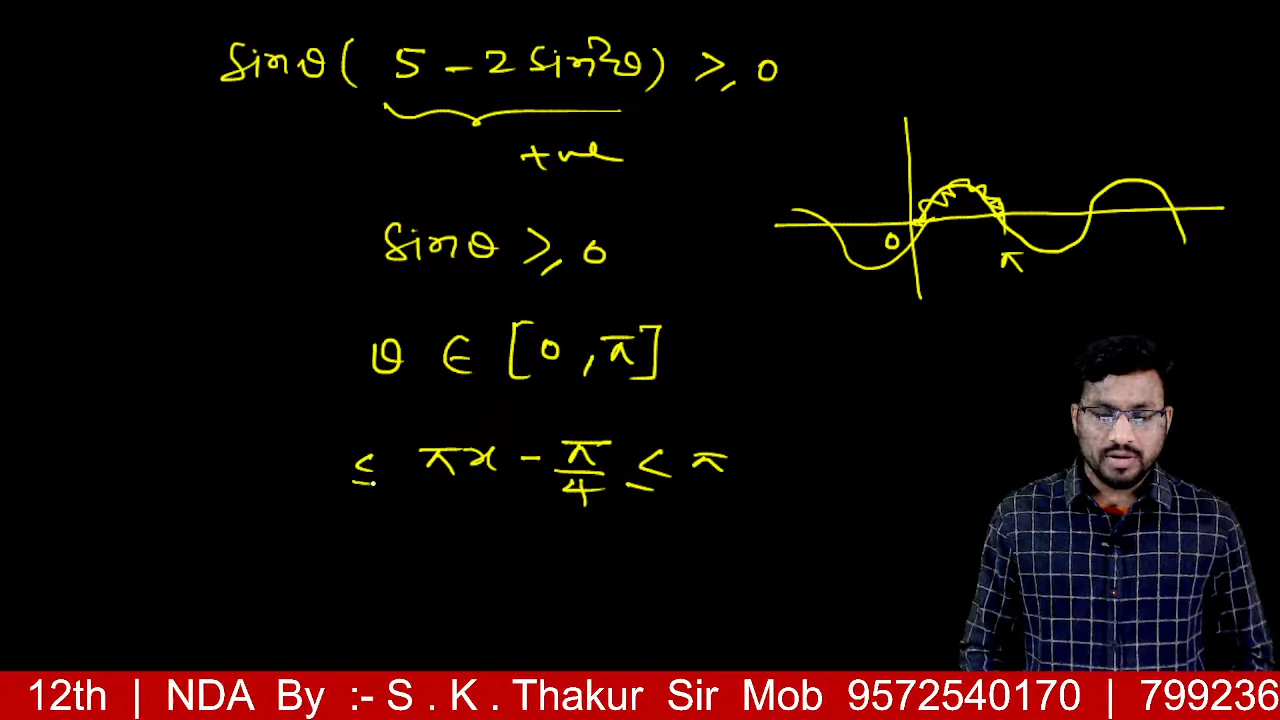 sinθ ( 5 - 2 sin²θ ) ≥ 0
+ve
sinθ ≥ 0
0
π
θ ∈ [ 0 , π ]
≤ πx - π/4 ≤ π
12th | NDA By :- S . K . Thakur Sir Mob 9572540170 | 799236